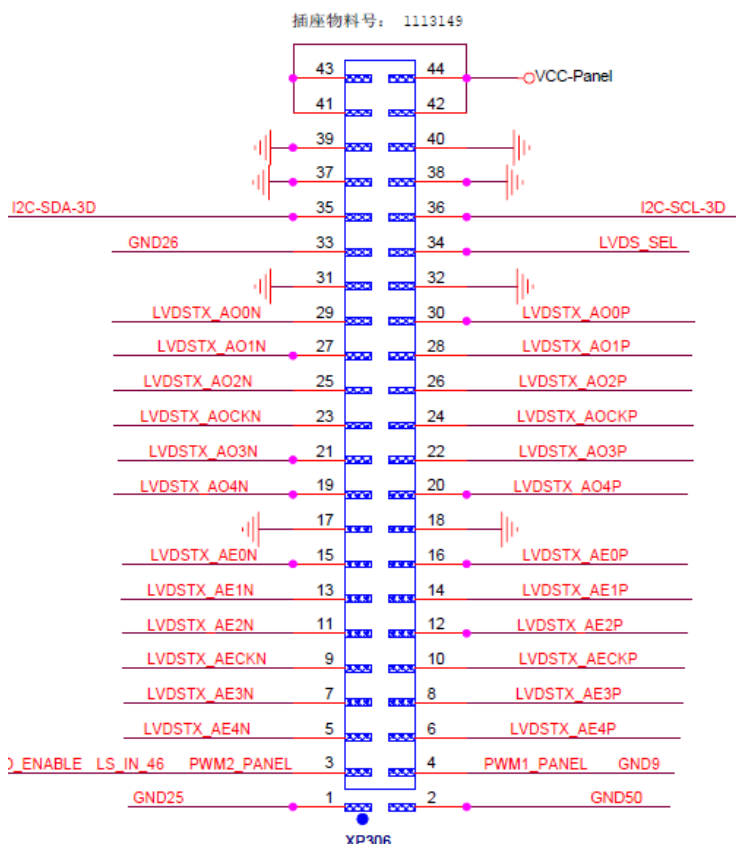 插座物料号： 1113149
43 44 VCC-Panel
41 42
39 40
37 38
I2C-SDA-3D 35 36 I2C-SCL-3D
GND26 33 34 LVDS_SEL
31 32
LVDSTX_AO0N 29 30 LVDSTX_AO0P
LVDSTX_AO1N 27 28 LVDSTX_AO1P
LVDSTX_AO2N 25 26 LVDSTX_AO2P
LVDSTX_AOCKN 23 24 LVDSTX_AOCKP
LVDSTX_AO3N 21 22 LVDSTX_AO3P
LVDSTX_AO4N 19 20 LVDSTX_AO4P
17 18
LVDSTX_AE0N 15 16 LVDSTX_AE0P
LVDSTX_AE1N 13 14 LVDSTX_AE1P
LVDSTX_AE2N 11 12 LVDSTX_AE2P
LVDSTX_AECKN 9 10 LVDSTX_AECKP
LVDSTX_AE3N 7 8 LVDSTX_AE3P
LVDSTX_AE4N 5 6 LVDSTX_AE4P
_ENABLE LS_IN_46 PWM2_PANEL 3 4 PWM1_PANEL GND9
GND25 1 2 GND50
XP306